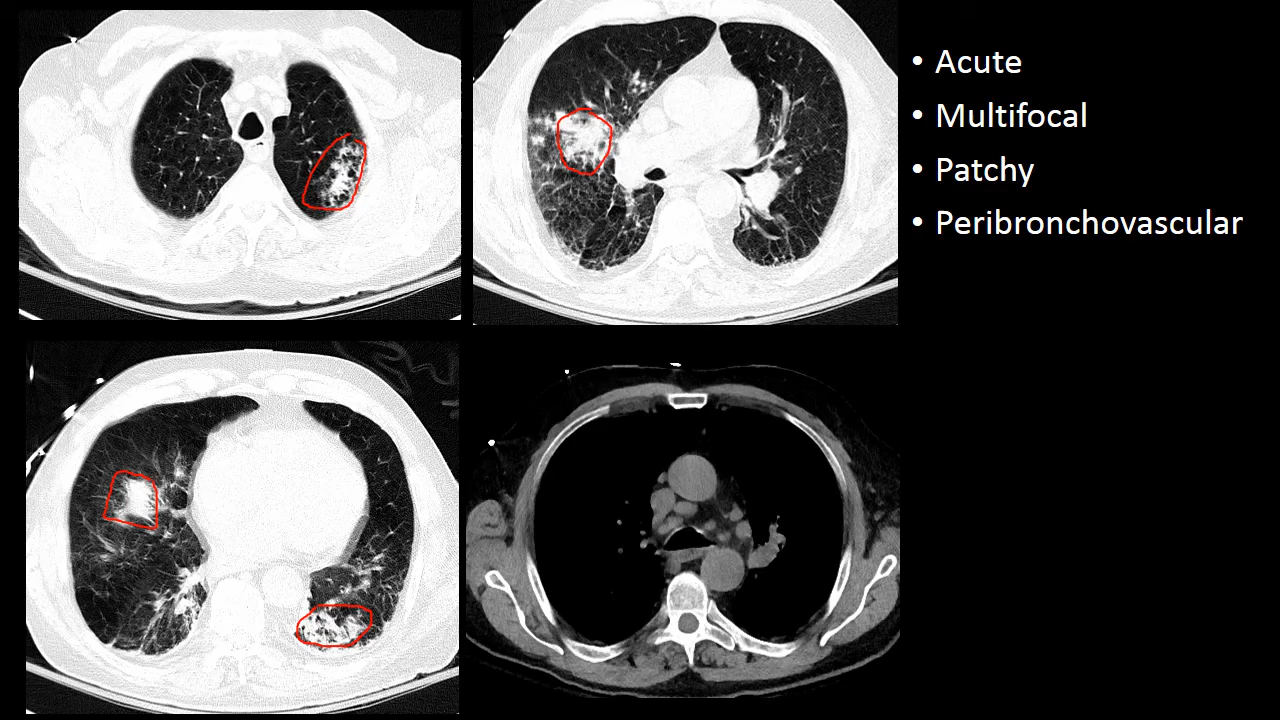 • Acute
• Multifocal
• Patchy
• Peribronchovascular